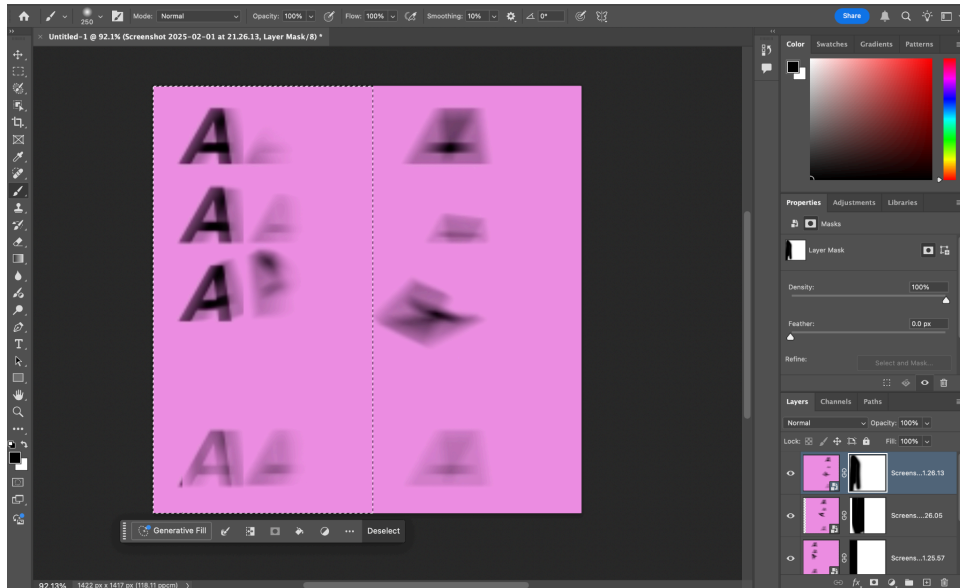 250 Mode: Normal Opacity: 100% Flow: 100% Smoothing: 10% 0° Share
× Untitled-1 @ 92.1% (Screenshot 2025-02-01 at 21.26.13, Layer Mask/8) *
Color Swatches Gradients Patterns
A
A
A
A
Properties Adjustments Libraries
Masks
Layer Mask
Density: 100%
Feather: 0.0 px
Refine: Select and Mask...
Layers Channels Paths
Normal Opacity: 100%
Lock: Fill: 100%
Screens...1.26.13
Screens....26.05
Screens...1.25.57
Generative Fill ... Deselect
92.13% 1422 px x 1417 px (118.11 ppcm)
fx